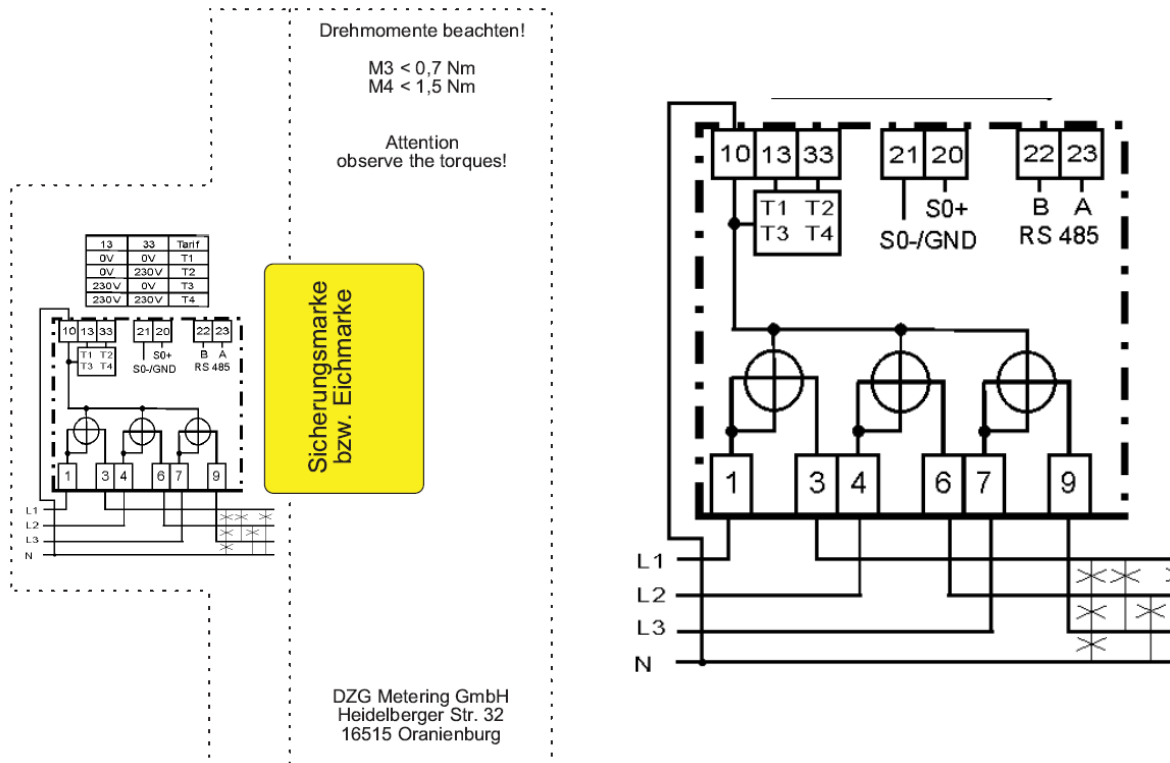 Drehmomente beachten!
M3 < 0,7 Nm
M4 < 1,5 Nm
Attention
observe the torques!
13 33 Tarif
0V 0V T1
0V 230V T2
230V 0V T3
230V 230V T4
10 13 33 21 20 22 23
T1 T2 S0+ B A
T3 T4 S0-/GND RS 485
1 3 4 6 7 9
L1
L2
L3
N
Sicherungsmarke
bzw. Eichmarke
DZG Metering GmbH
Heidelberger Str. 32
16515 Oranienburg
10 13 33 21 20 22 23
T1 T2 S0+ B A
T3 T4 S0-/GND RS 485
1 3 4 6 7 9
L1
L2
L3
N